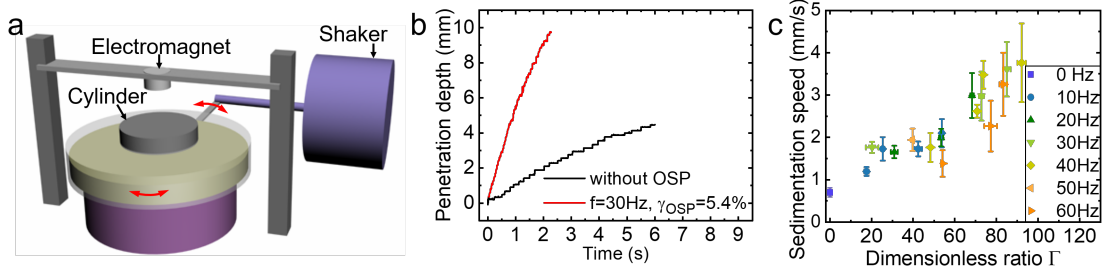 a
Electromagnet
Shaker
Cylinder
b
Penetration depth (mm)
10
8
6
4
2
0
without OSP
f=30Hz, γOSP=5.4%
0 1 2 3 4 5 6 7 8 9
Time (s)
c
Sedimentation speed (mm/s)
5
4
3
2
1
0
0 Hz
10Hz
20Hz
30Hz
40Hz
50Hz
60Hz
0 20 40 60 80 100 120
Dimensionless ratio Γ